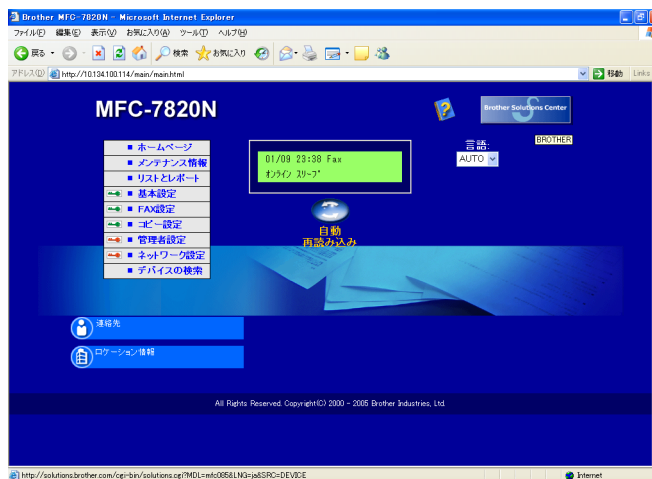 Brother MFC-7820N - Microsoft Internet Explorer
ファイル(F) 編集(E) 表示(V) お気に入り(A) ツール(T) ヘルプ(H)
戻る 検索 お気に入り
アドレス(D) http://10.134.100.114/main/main.html 移動 Links
MFC-7820N
Brother Solutions Center
BROTHER
言語:
AUTO
ホームページ
メンテナンス情報
リストとレポート
基本設定
FAX設定
コピー設定
管理者設定
ネットワーク設定
デバイスの検索
01/09 23:38 Fax
オンライン スリープ
自動
再読み込み
連絡先
ロケーション情報
All Rights Reserved. Copyright(C) 2000 - 2005 Brother Industries, Ltd.
http://solutions.brother.com/cgi-bin/solutions.cgi?MDL=mfc085&LNG=ja&SRC=DEVICE
Internet